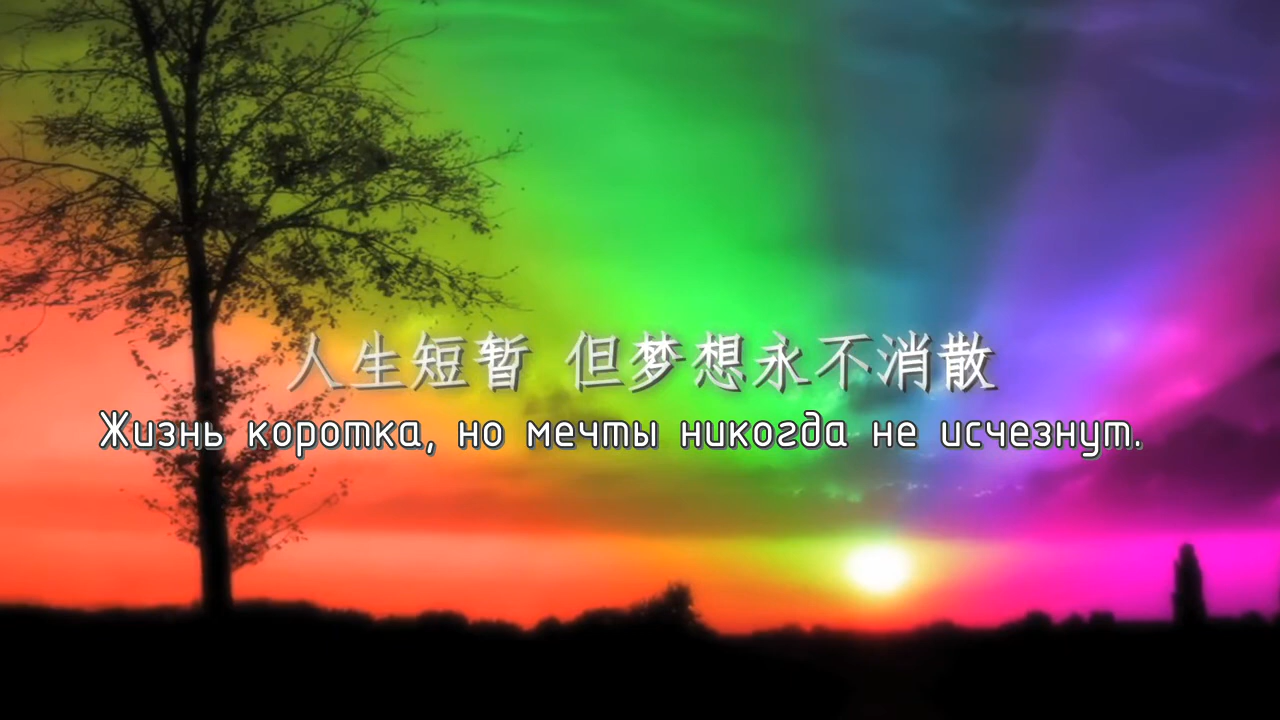 人生短暂 但梦想永不消散
Жизнь коротка, но мечты никогда не исчезнут.